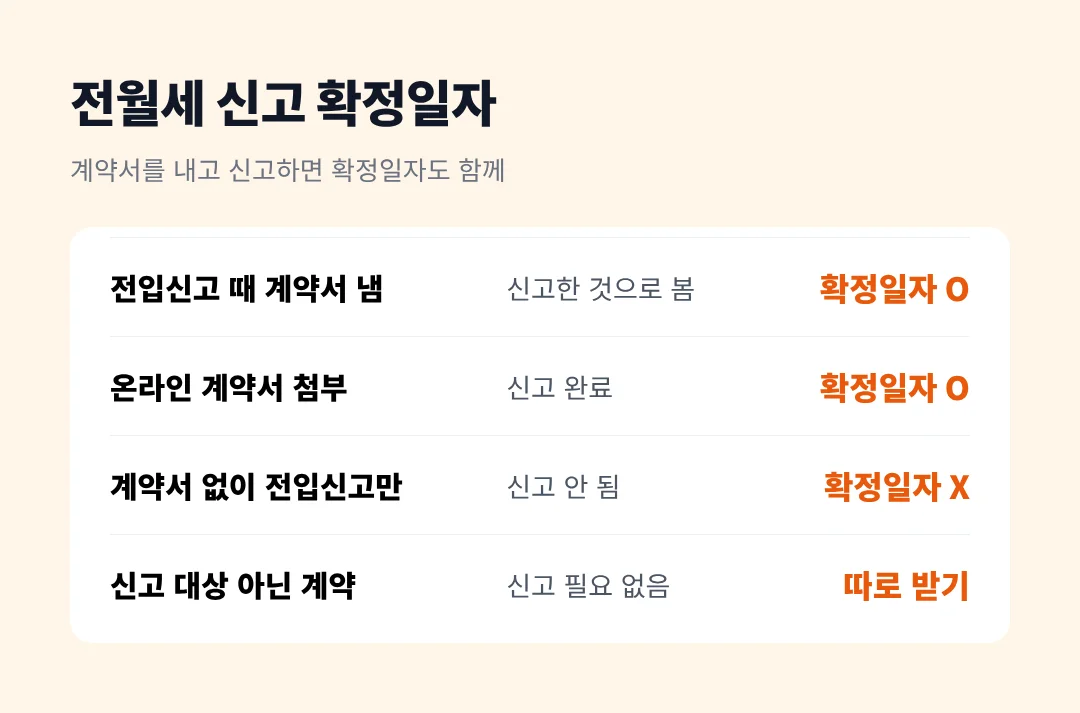 전월세 신고 확정일자
계약서를 내고 신고하면 확정일자도 함께
전입신고 때 계약서 냄 신고한 것으로 봄 확정일자 O
온라인 계약서 첨부 신고 완료 확정일자 O
계약서 없이 전입신고만 신고 안 됨 확정일자 X
신고 대상 아닌 계약 신고 필요 없음 따로 받기